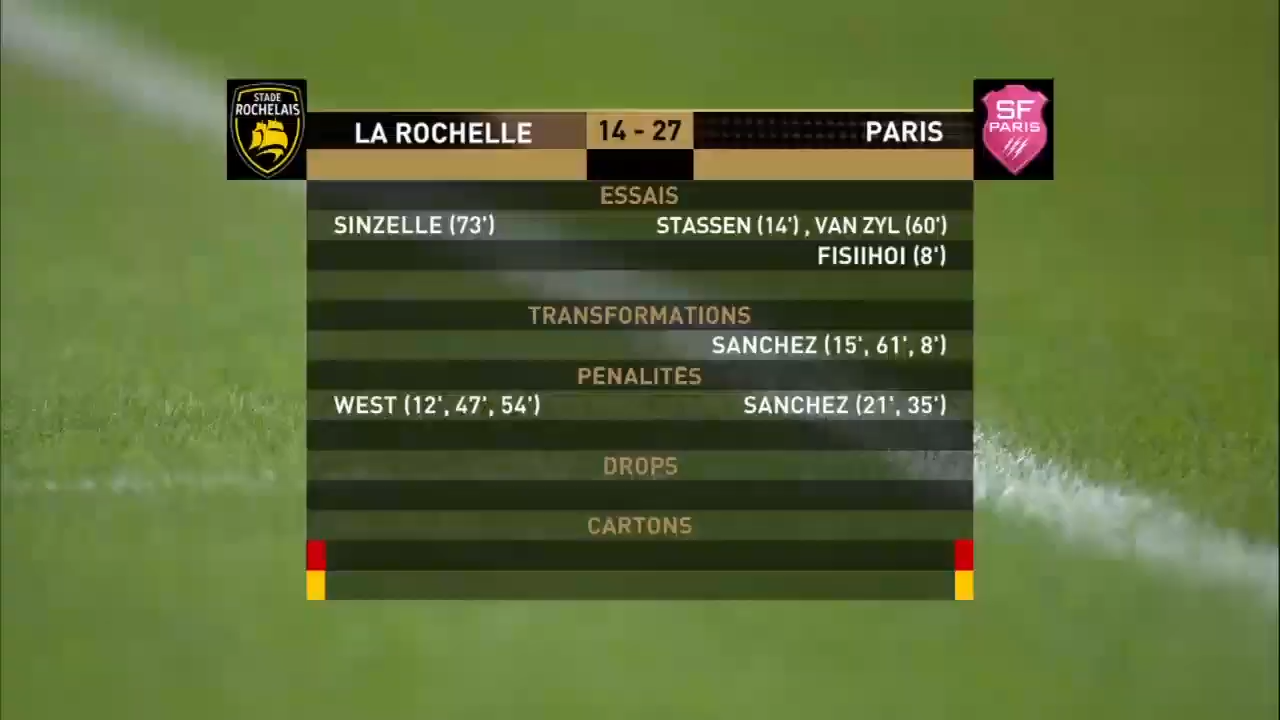 STADE
ROCHELAIS
LA ROCHELLE 14 - 27 PARIS
SF
PARIS
ESSAIS
SINZELLE (73') STASSEN (14') , VAN ZYL (60')
FISIIHOI (8')
TRANSFORMATIONS
SANCHEZ (15', 61', 8')
PÉNALITÉS
WEST (12', 47', 54') SANCHEZ (21', 35')
DROPS
CARTONS